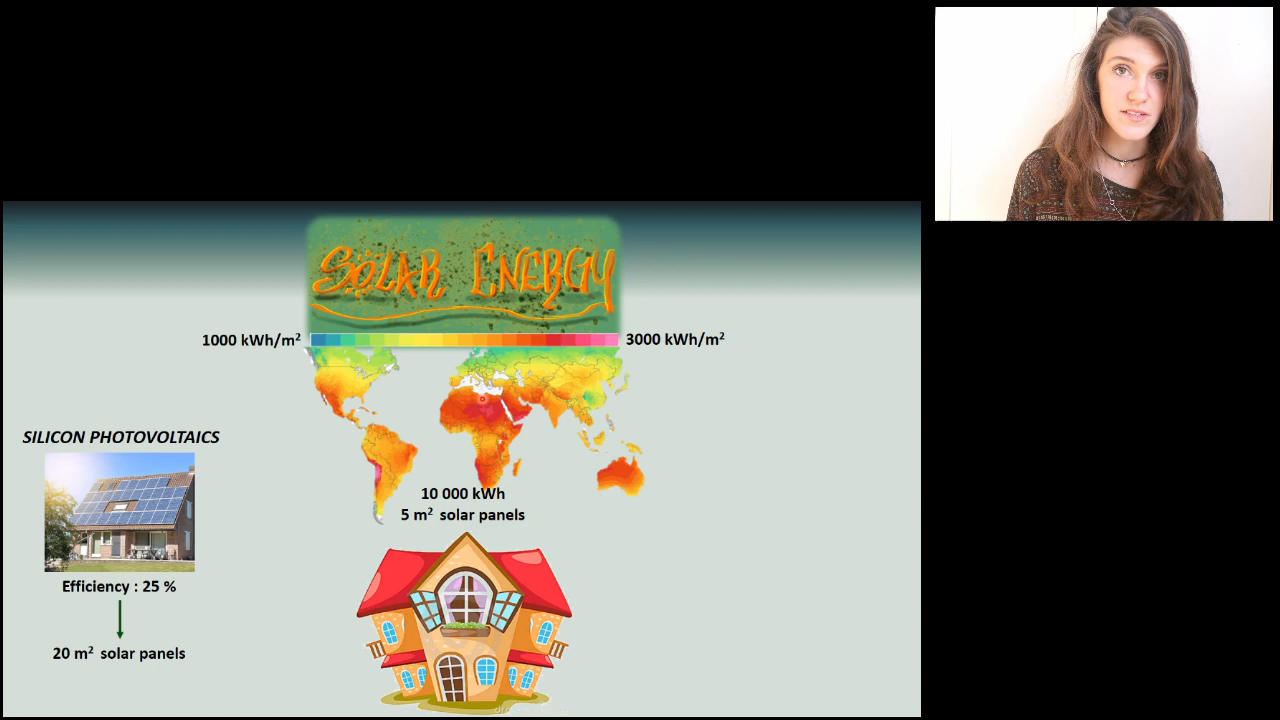 SOLAR ENERGY
1000 kWh/m²
3000 kWh/m²
SILICON PHOTOVOLTAICS
10 000 kWh
5 m² solar panels
Efficiency : 25 %
20 m² solar panels